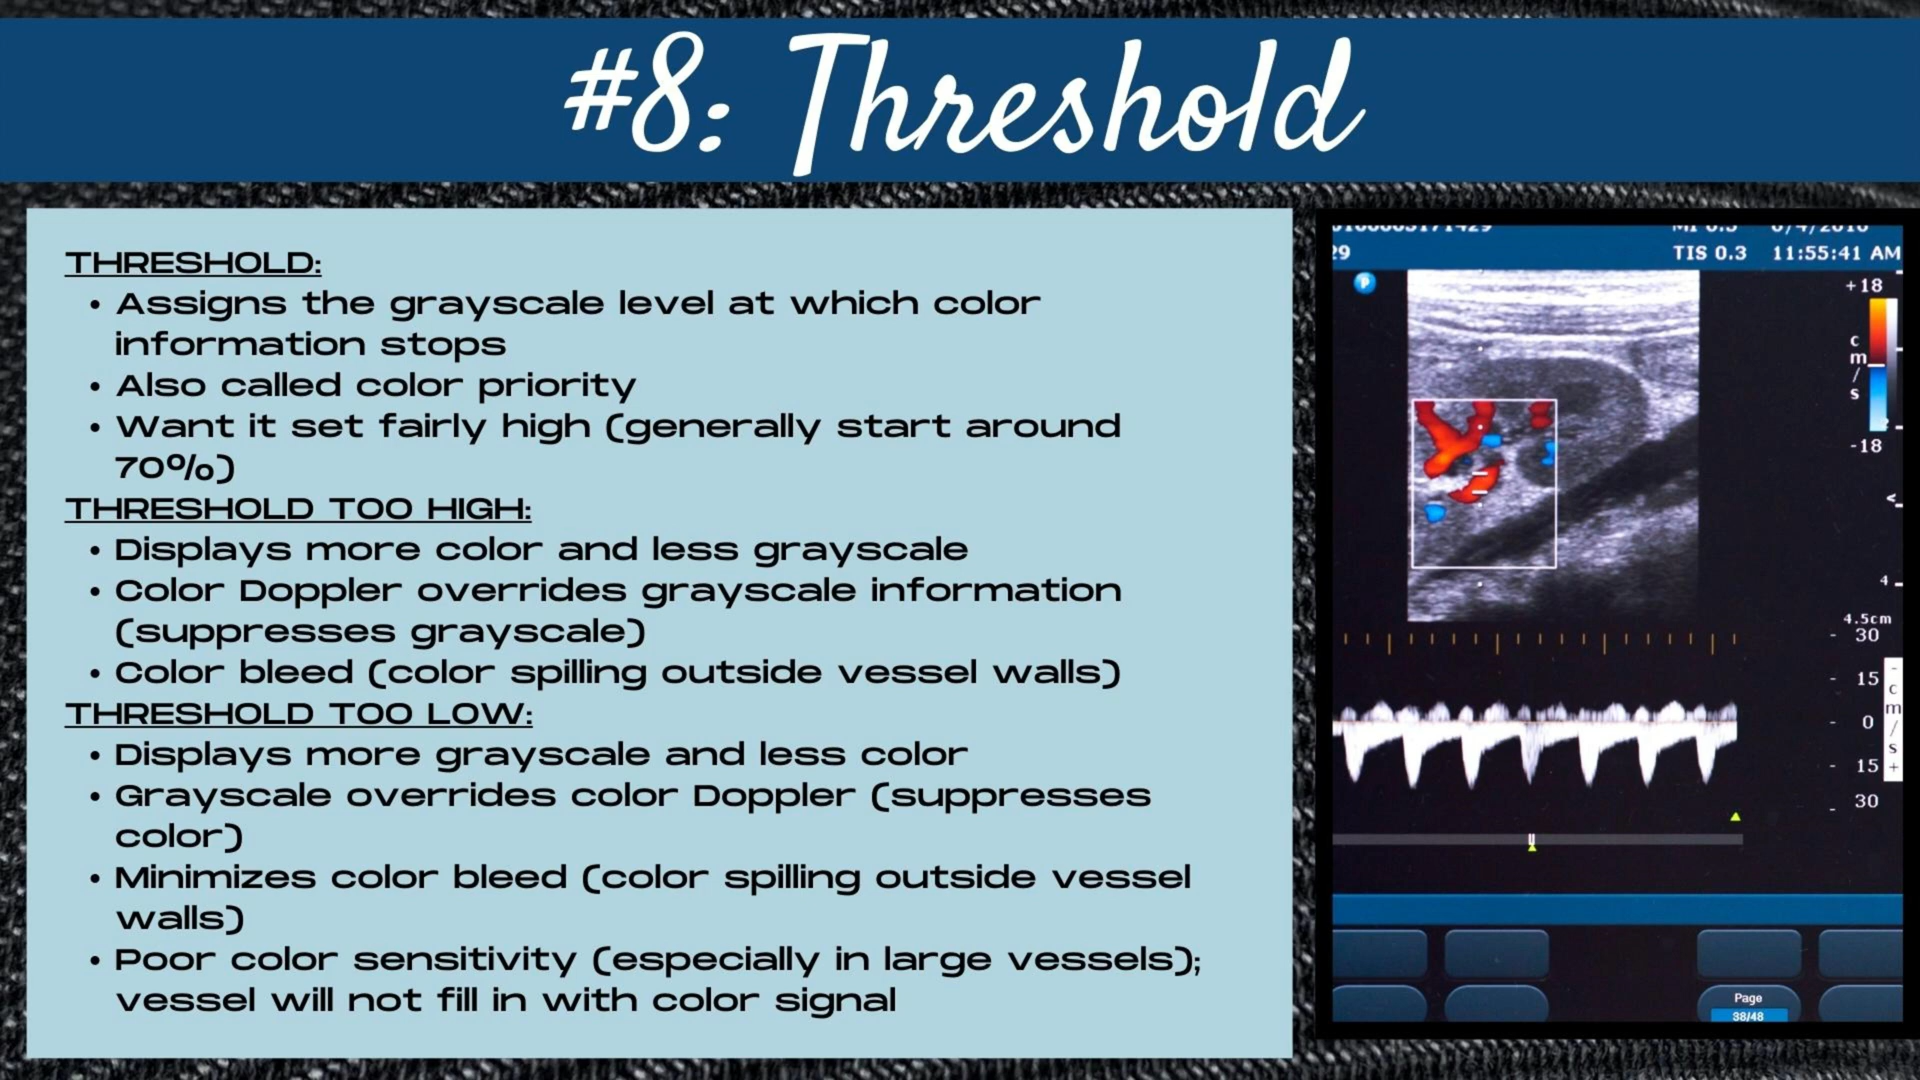 #8: Threshold
THRESHOLD:
• Assigns the grayscale level at which color
information stops
• Also called color priority
• Want it set fairly high (generally start around
70%)
THRESHOLD TOO HIGH:
• Displays more color and less grayscale
• Color Doppler overrides grayscale information
(suppresses grayscale)
• Color bleed (color spilling outside vessel walls)
THRESHOLD TOO LOW:
• Displays more grayscale and less color
• Grayscale overrides color Doppler (suppresses
color)
• Minimizes color bleed (color spilling outside vessel
walls)
• Poor color sensitivity (especially in large vessels);
vessel will not fill in with color signal
29 TIS 0.3 11:55:41 AM
P
+18
c
m
/
s
-18
4
4.5cm
- 30
- 15
c
m
- 0
/
s
- 15 +
- 30
Page
38/48